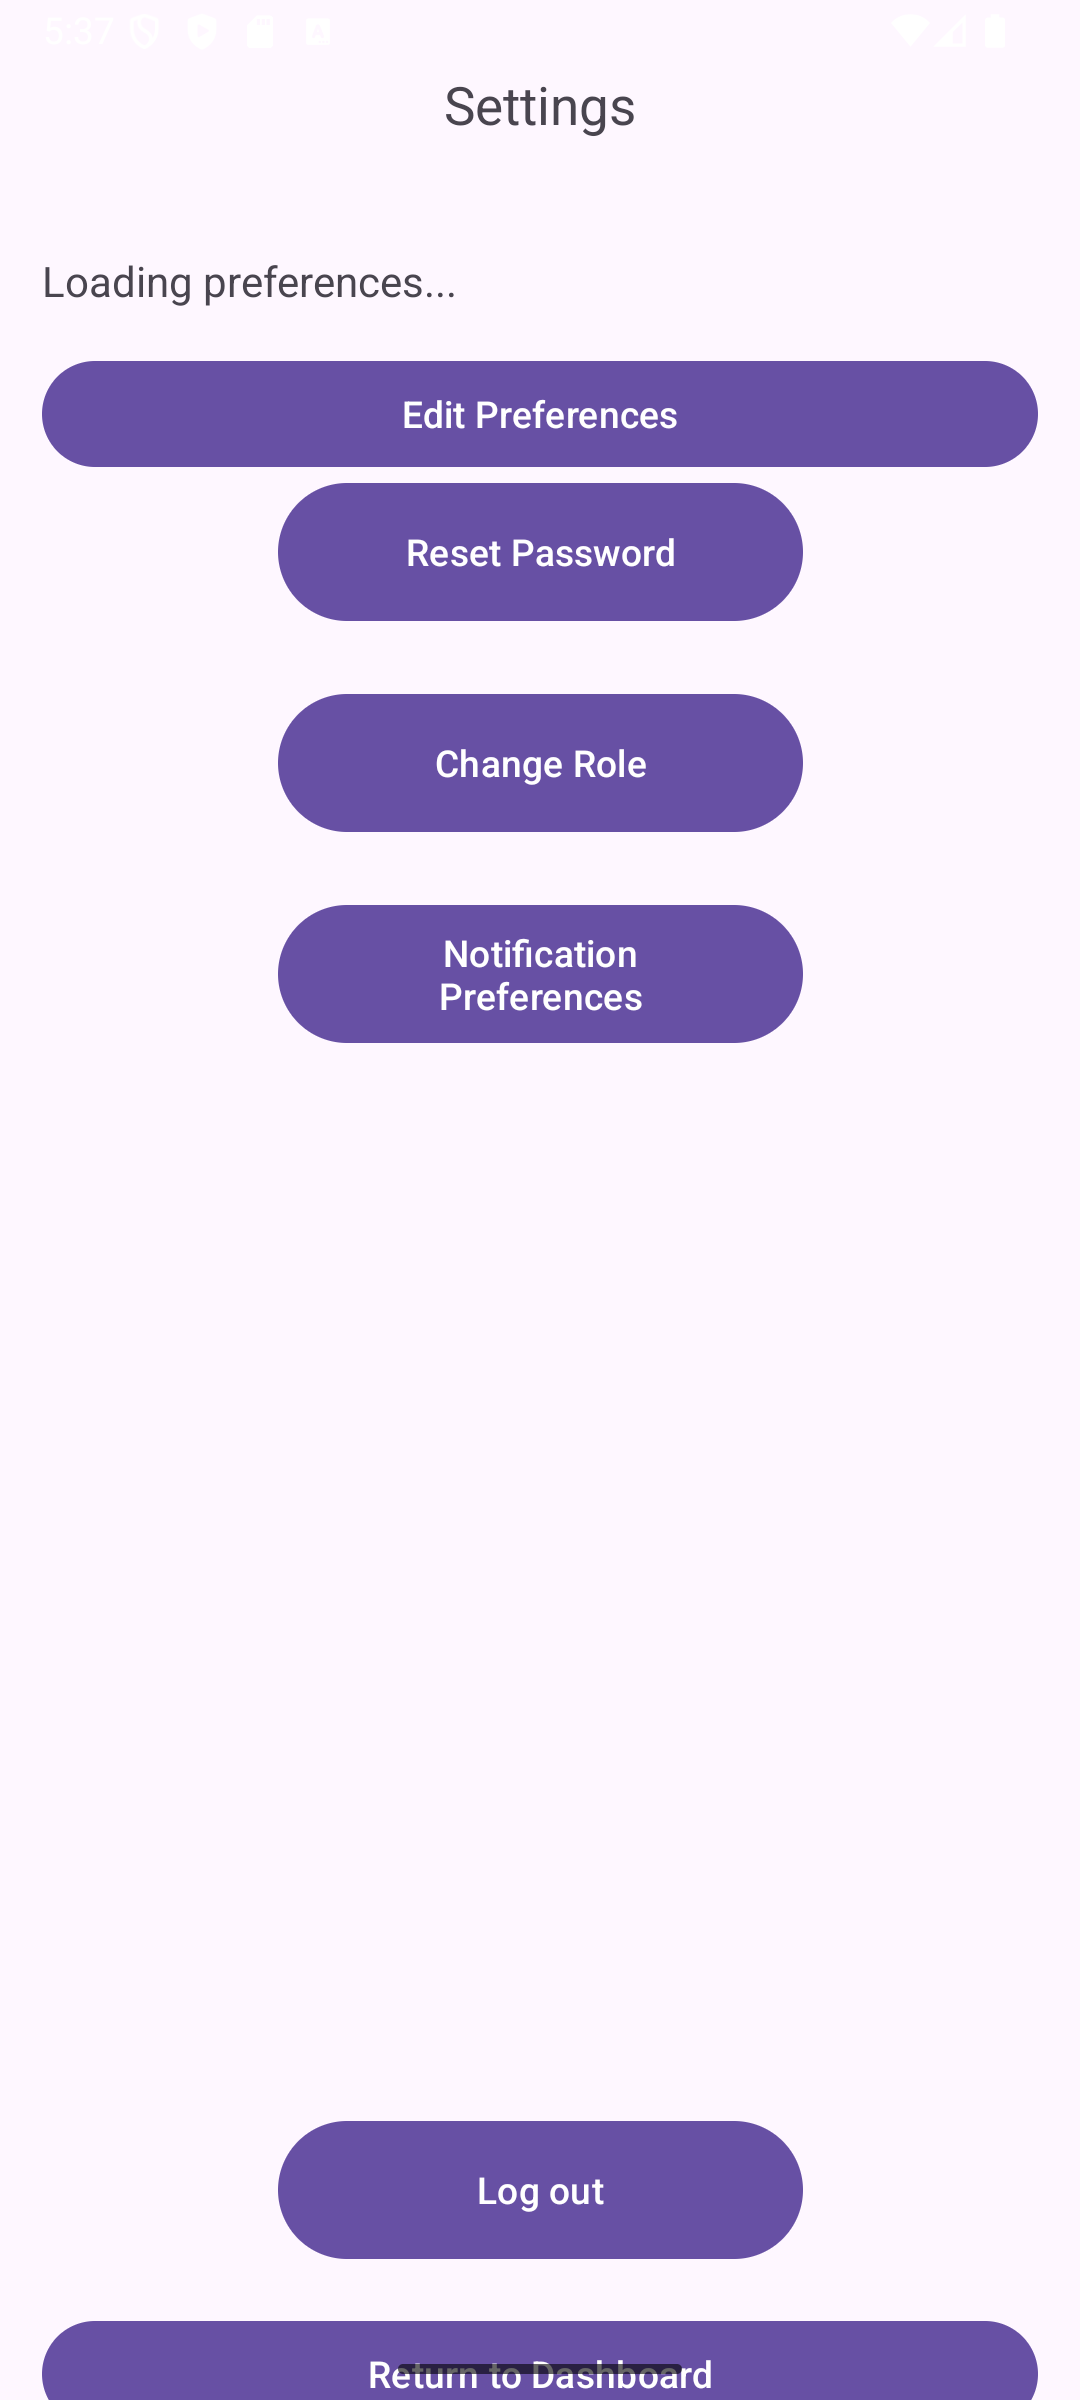 5:37
Settings
Loading preferences...
Edit Preferences
Reset Password
Change Role
Notification
Preferences
Log out
Return to Dashboard